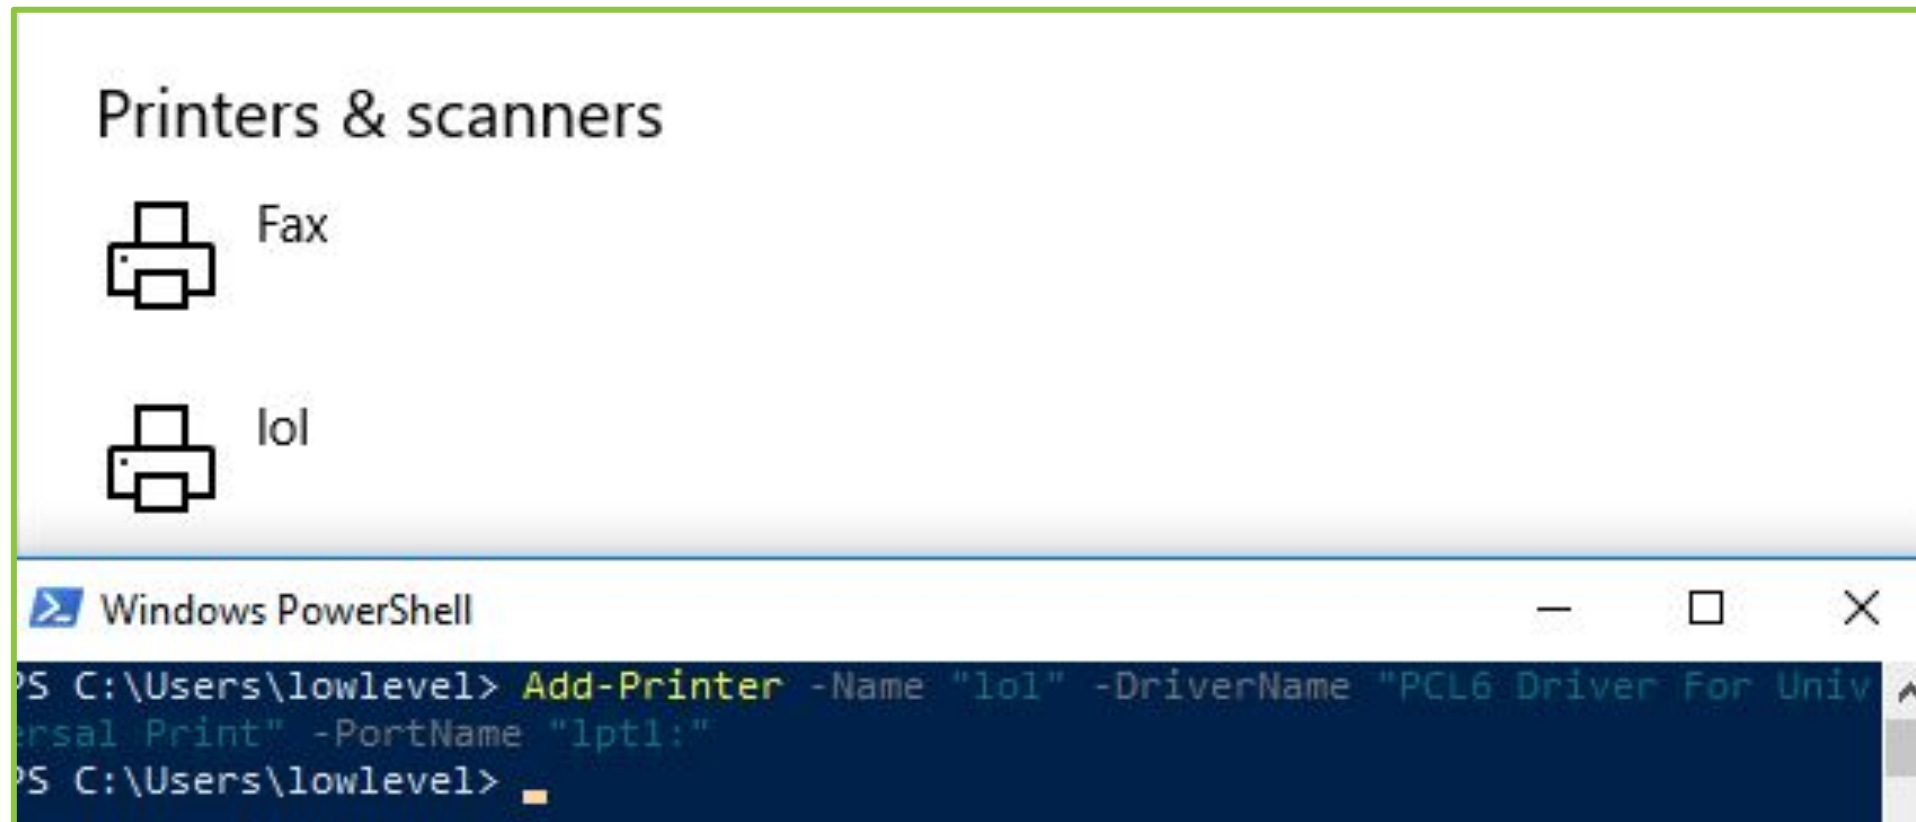 Printers & scanners
Fax
lol
Windows PowerShell
PS C:\Users\lowlevel> Add-Printer -Name "lol" -DriverName "PCL6 Driver For Univ
ersal Print" -PortName "lpt1:"
PS C:\Users\lowlevel>